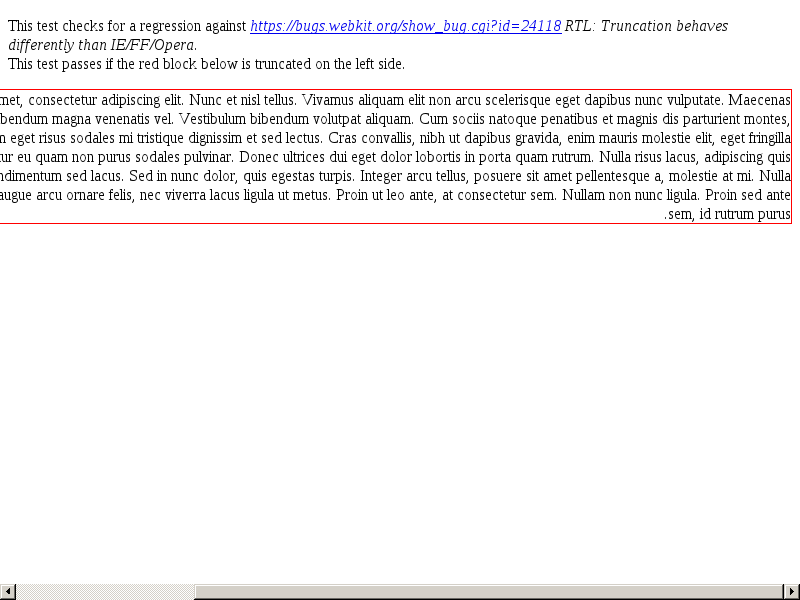 This test checks for a regression against https://bugs.webkit.org/show_bug.cgi?id=24118 RTL: Truncation behaves
differently than IE/FF/Opera.
This test passes if the red block below is truncated on the left side.
met, consectetur adipiscing elit. Nunc et nisl tellus. Vivamus aliquam elit non arcu scelerisque eget dapibus nunc vulputate. Maecenas
bendum magna venenatis vel. Vestibulum bibendum volutpat aliquam. Cum sociis natoque penatibus et magnis dis parturient montes,
n eget risus sodales mi tristique dignissim et sed lectus. Cras convallis, nibh ut dapibus gravida, enim mauris molestie elit, eget fringilla
tur eu quam non purus sodales pulvinar. Donec ultrices dui eget dolor lobortis in porta quam rutrum. Nulla risus lacus, adipiscing quis
ndimentum sed lacus. Sed in nunc dolor, quis egestas turpis. Integer arcu tellus, posuere sit amet pellentesque a, molestie at mi. Nulla
augue arcu ornare felis, nec viverra lacus ligula ut metus. Proin ut leo ante, at consectetur sem. Nullam non nunc ligula. Proin sed ante
.sem, id rutrum purus